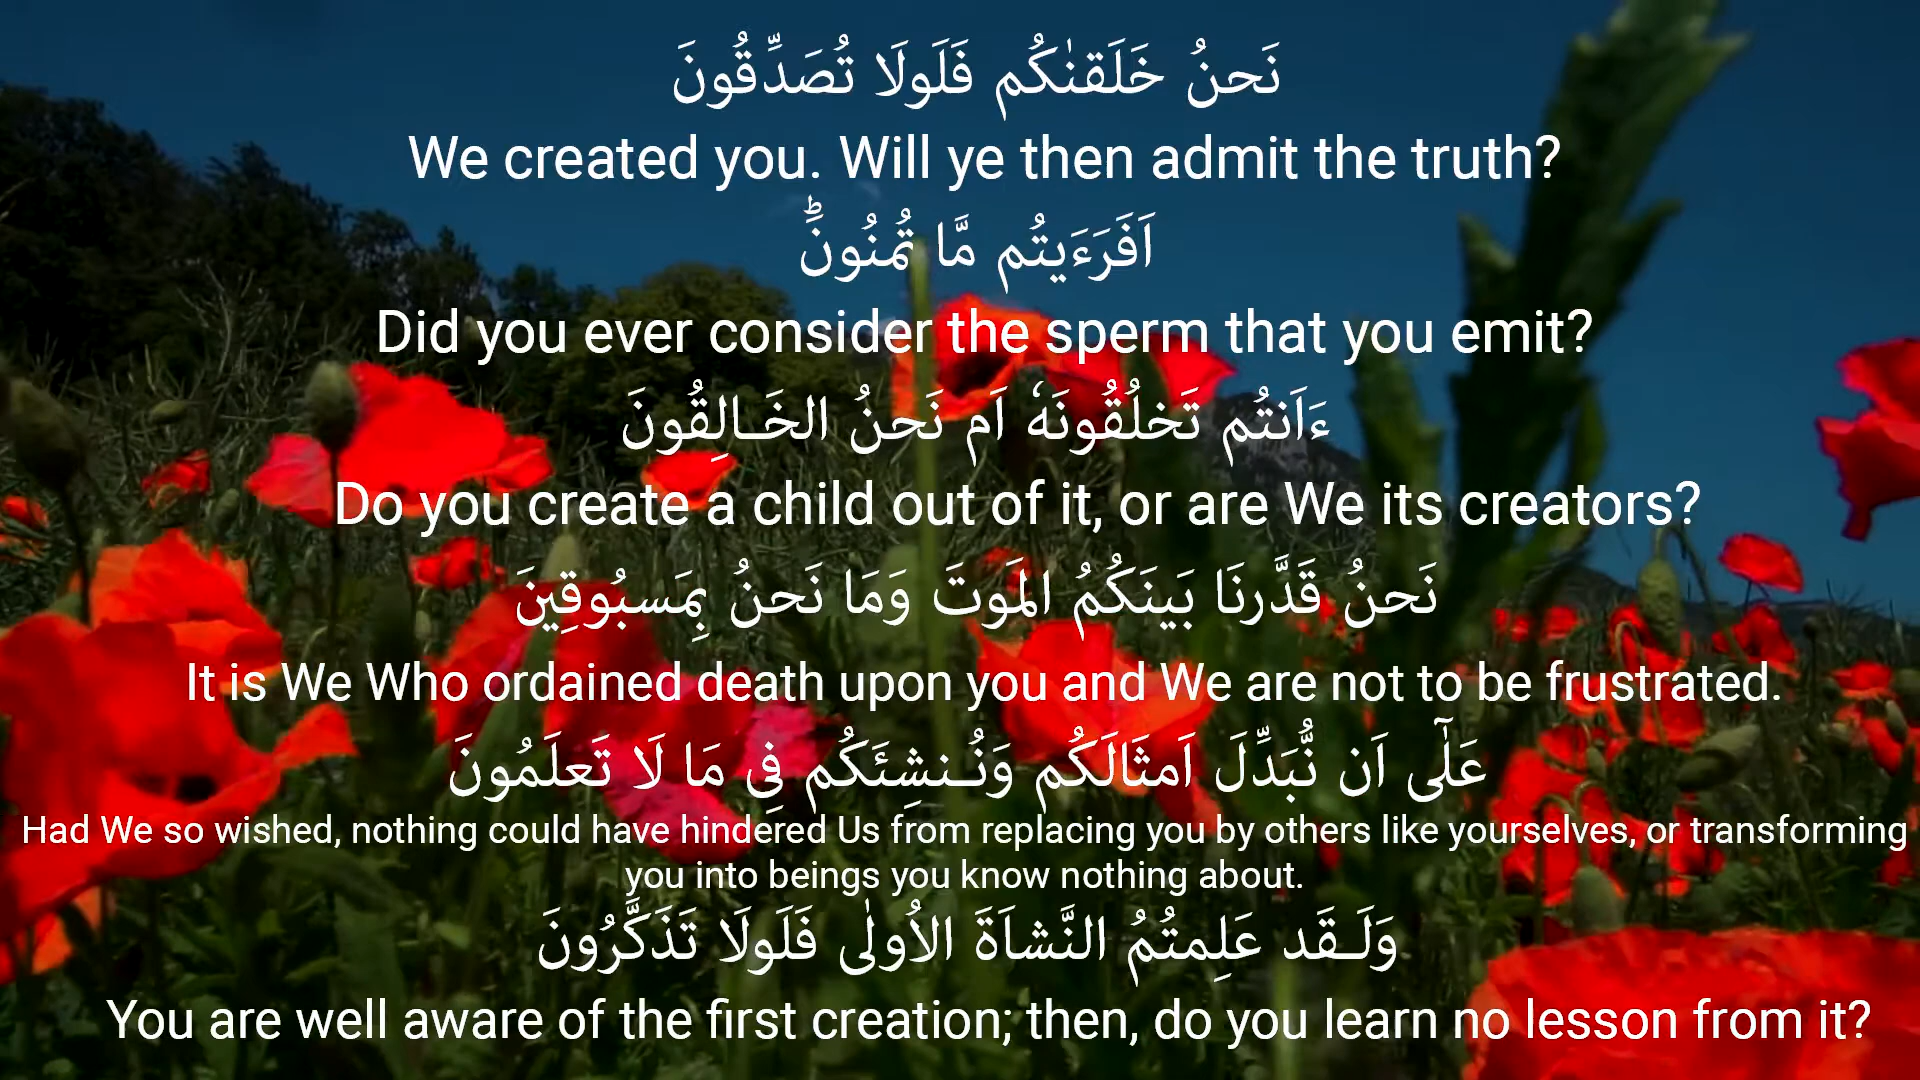 نَحنُ خَلَقنٰكُم فَلَولَا تُصَدِّقُونَ
We created you. Will ye then admit the truth?
اَفَرَءَيتُم مَّا تُمنُونَؕ
Did you ever consider the sperm that you emit?
ءَاَنتُم تَخلُقُونَهٗ اَم نَحنُ الخَـالِقُونَ
Do you create a child out of it, or are We its creators?
نَحنُ قَدَّرنَا بَينَكُمُ المَوتَ وَمَا نَحنُ بِمَسبُوقِينَ
It is We Who ordained death upon you and We are not to be frustrated.
عَلٰٓى اَن نُّبَدِّلَ اَمثَالَكُم وَنُـنشِئَكُم فِى مَا لَا تَعلَمُونَ
Had We so wished, nothing could have hindered Us from replacing you by others like yourselves, or transforming
you into beings you know nothing about.
وَلَـقَد عَلِمتُمُ النَّشاَةَ الاُولٰى فَلَولَا تَذَكَّرُونَ
You are well aware of the first creation; then, do you learn no lesson from it?